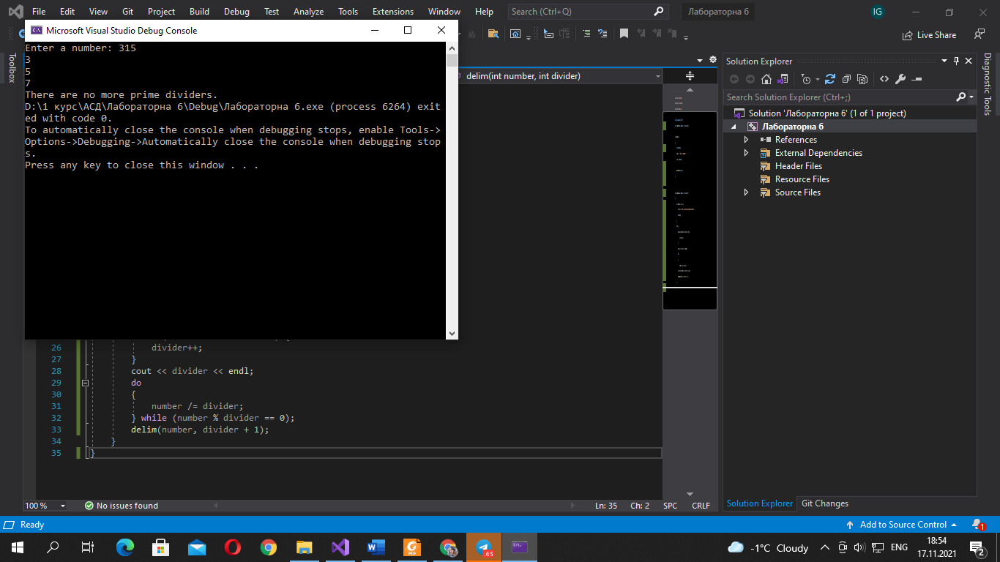 File Edit View Git Project Build Debug Test Analyze Tools Extensions Window Help Search (Ctrl+Q) Лабораторна 6 IG
Microsoft Visual Studio Debug Console
Live Share
Enter a number: 315
3
5
7
There are no more prime dividers.
D:\1 курс\АСД\Лабораторна 6\Debug\Лабораторна 6.exe (process 6264) exit
ed with code 0.
To automatically close the console when debugging stops, enable Tools->
Options->Debugging->Automatically close the console when debugging stop
s.
Press any key to close this window . . .
Toolbox
delim(int number, int divider)
26 divider++;
27 }
28 cout << divider << endl;
29 do
30 {
31 number /= divider;
32 } while (number % divider == 0);
33 delim(number, divider + 1);
34 }
35 }
100 % No issues found Ln: 35 Ch: 2 SPC CRLF
Solution Explorer
Search Solution Explorer (Ctrl+;)
Solution 'Лабораторна 6' (1 of 1 project)
Лабораторна 6
References
External Dependencies
Header Files
Resource Files
Source Files
Solution Explorer Git Changes
Diagnostic Tools
Ready Add to Source Control 1
.65
-1°C Cloudy ENG 18:54
17.11.2021
2